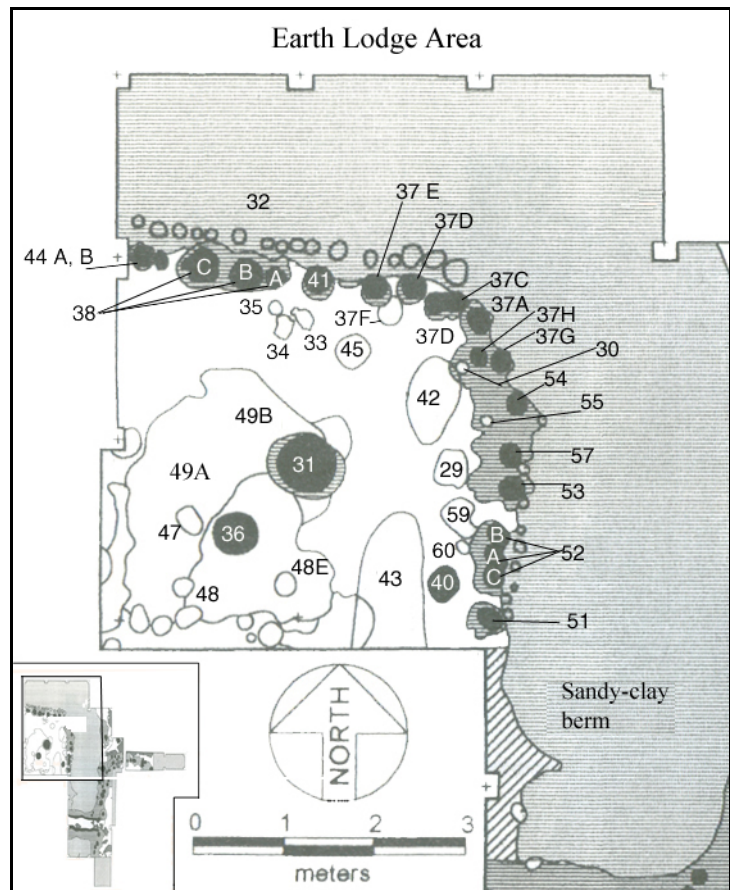 Earth Lodge Area
32
37 E
37D
44 A, B
C
B
A
41
37C
38
37A
35
37H
37F
37D
37G
34
33
45
30
42
54
49B
55
31
29
57
49A
53
47
36
59
B
A
52
60
C
48E
43
40
48
51
Sandy-clay
berm
NORTH
0 1 2 3
meters